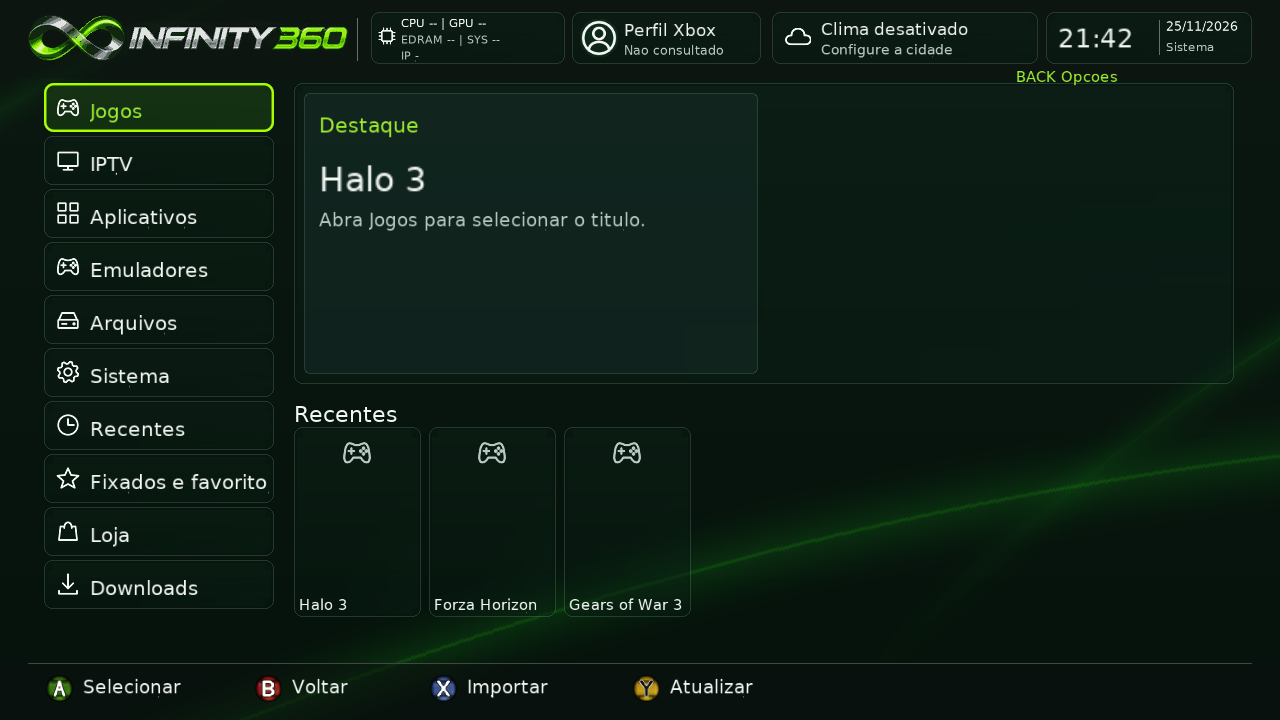 INFINITY 360
CPU -- | GPU --
EDRAM -- | SYS --
IP -
Perfil Xbox
Nao consultado
Clima desativado
Configure a cidade
21:42
25/11/2026
Sistema
BACK Opcoes
Jogos
IPTV
Aplicativos
Emuladores
Arquivos
Sistema
Recentes
Fixados e favorito
Loja
Downloads
Destaque
Halo 3
Abra Jogos para selecionar o titulo.
Recentes
Halo 3
Forza Horizon
Gears of War 3
A Selecionar
B Voltar
X Importar
Y Atualizar